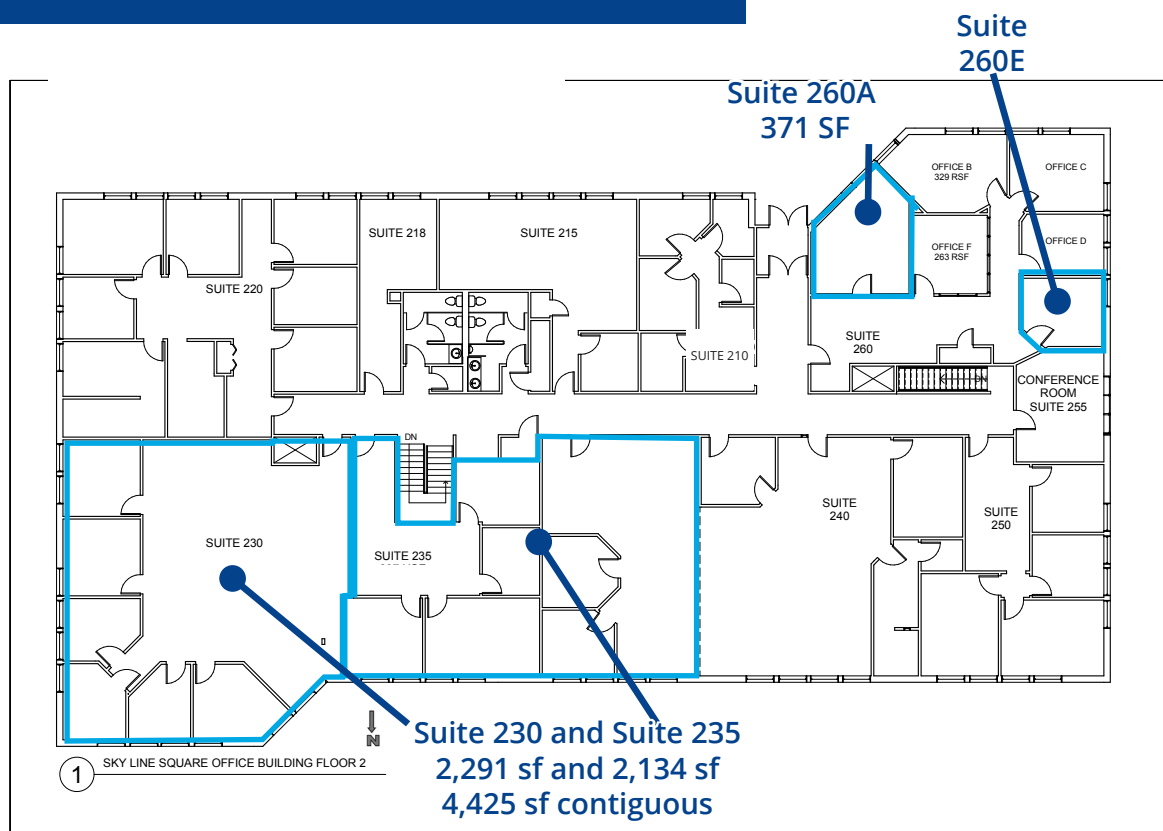 Suite
260E
Suite 260A
371 SF
OFFICE B
329 RSF
OFFICE C
SUITE 218
SUITE 215
OFFICE F
263 RSF
OFFICE D
SUITE 220
SUITE
260
SUITE 210
DN
CONFERENCE
ROOM
SUITE 255
DN
SUITE
240
SUITE
250
SUITE 230
SUITE 235
N
Suite 230 and Suite 235
2,291 sf and 2,134 sf
4,425 sf contiguous
1
SKY LINE SQUARE OFFICE BUILDING FLOOR 2